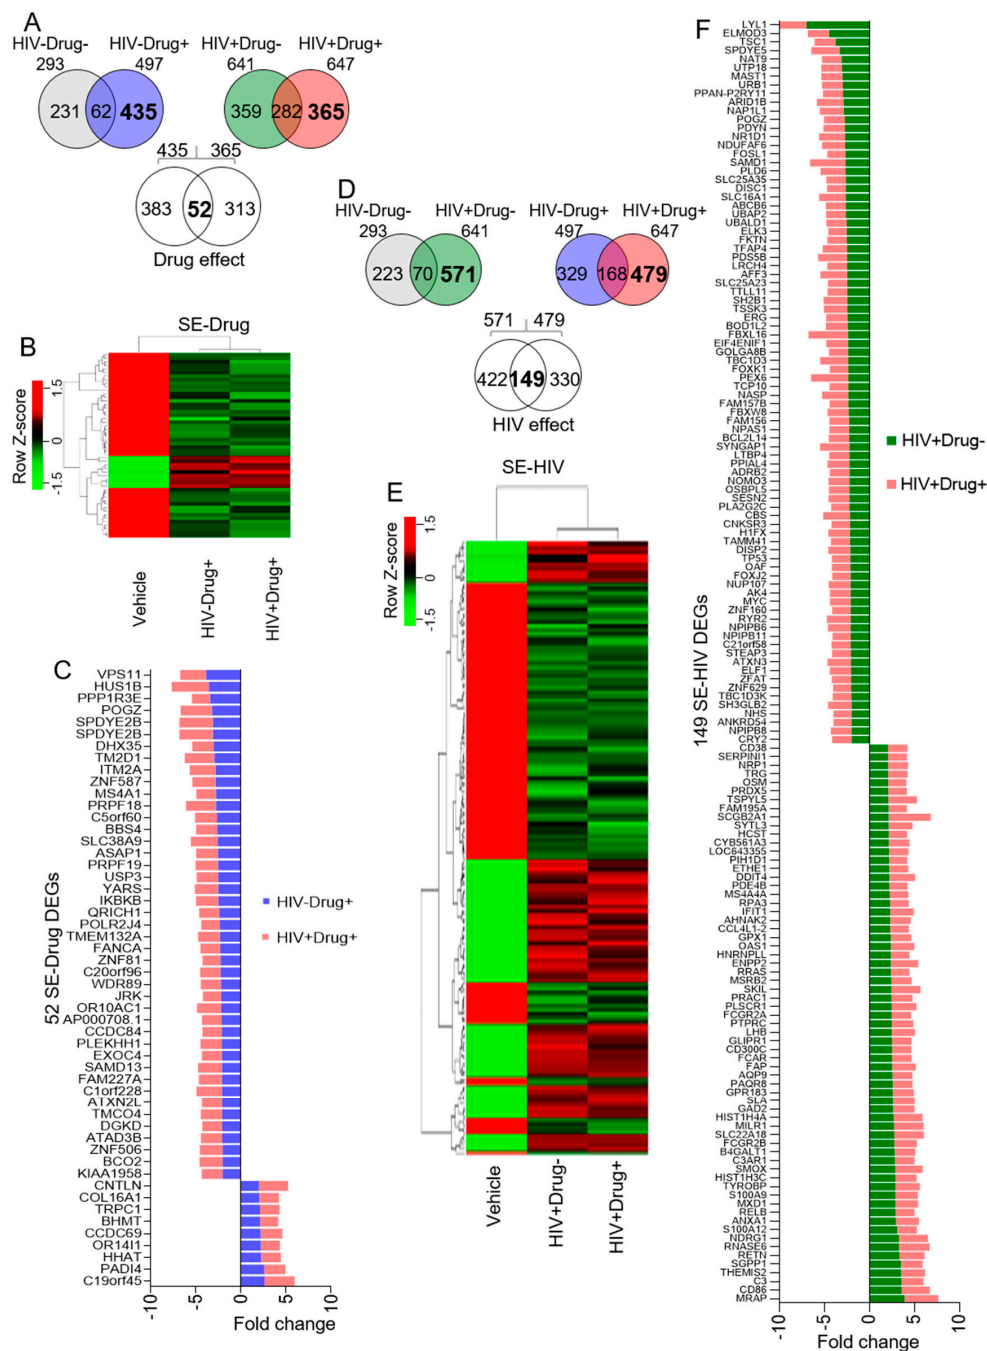 A
HIV-Drug- HIV-Drug+ HIV+Drug- HIV+Drug+
293 497 641 647
231 62 435 359 282 365
435 365
383 52 313
Drug effect
D
HIV-Drug- HIV+Drug- HIV-Drug+ HIV+Drug+
293 641 497 647
223 70 571 329 168 479
571 479
422 149 330
HIV effect
B
SE-Drug
Row Z-score
1.5
0
-1.5
Vehicle
HIV-Drug+
HIV+Drug+
E
SE-HIV
Row Z-score
1.5
0
-1.5
Vehicle
HIV+Drug-
HIV+Drug+
C
52 SE-Drug DEGs
VPS11
HUS1B
PPP1R3E
POGZ
SPDYE2B
SPDYE2B
DHX35
TM2D1
ITM2A
ZNF587
MS4A1
PRPF18
C5orf60
BBS4
SLC38A9
ASAP1
PRPF19
USP3
YARS
IKBKB
QRICH1
POLR2J4
TMEM132A
FANCA
ZNF81
C20orf96
WDR89
JRK
OR10AC1
AP000708.1
CCDC84
PLEKHH1
EXOC4
SAMD13
FAM227A
C1orf228
ATXN2L
TMCO4
DGKD
ATAD3B
ZNF506
BCO2
KIAA1958
CNTLN
COL16A1
TRPC1
BHMT
CCDC69
OR14I1
HHAT
PADI4
C19orf45
HIV-Drug+
HIV+Drug+
-10 -5 0 5 10
Fold change
F
149 SE-HIV DEGs
LYL1
ELMOD3
TSC1
SPDYE5
NAT9
UTP18
MAST1
URB1
PPAN-P2RY11
ARID1B
NAP1L1
POGZ
PDYN
NR1D1
NDUFAF6
FOSL1
SAMD1
PLD6
SLC25A35
DISC1
SLC16A1
ABCB6
UBAP2
UBALD1
ELK3
FKTN
TFAP4
PDS5B
LRCH4
AFF3
SLC25A23
TTLL11
SH2B1
TSSK3
ERG
BOD1L2
FBXL16
EIF4ENIF1
GOLGA8B
TBC1D3
FOXK1
PEX6
TCP10
NASP
FAM157B
FBXW8
FAM156
NPAS1
BCL2L14
SYNGAP1
LTBP4
PPIAL4
ADRB2
NOMO3
OSBPL5
SESN2
PLA2G2C
CBS
CNKSR3
H1FX
TAMM41
DISP2
TP53
OAF
FOXJ2
NUP107
AK4
MYC
ZNF160
RYR2
NPIPB6
NPIPB11
C21orf58
STEAP3
ATXN3
ELF1
ZFAT
ZNF629
TBC1D3K
SH3GLB2
NHS
ANKRD54
NPIPB8
CRY2
CD38
SERPINI1
NRP1
TRG
OSM
PRDX5
TSPYL5
FAM195A
SCGB2A1
SYTL3
HCST
CYB561A3
LOC643355
PIH1D1
ETHE1
DDIT4
PDE4B
MS4A4A
RPA3
IFIT1
AHNAK2
CCL4L1-2
GPX1
OAS1
HNRNPLL
ENPP2
RRAS
MSRB2
SKIL
PRAC1
PLSCR1
FCGR2A
PTPRC
LHB
GLIPR1
CD300C
FCAR
FAP
AQP9
PAQR8
GPR183
SLA
GAD2
HIST1H4A
MILR1
SLC22A18
FCGR2B
B4GALT1
C3AR1
SMOX
HIST1H3C
TYROBP
S100A9
MXD1
RELB
ANXA1
S100A12
NDRG1
RNASE6
RETN
SGPP1
THEMIS2
C3
CD86
MRAP
HIV+Drug-
HIV+Drug+
-10 -5 0 5 10
Fold change